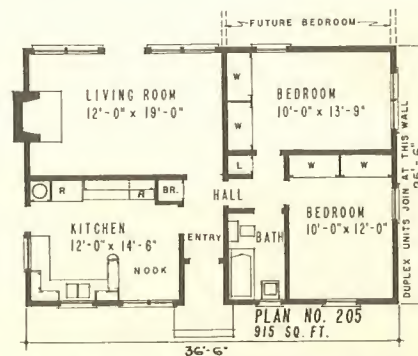 FUTURE BEDROOM
LIVING ROOM
12'-0" x 19'-0"
W
W
BEDROOM
10'-0" x 13'-9"
L
W
W
R
R
BR.
HALL
KITCHEN
12'-0" x 14'-6"
NOOK
ENTRY
BATH
BEDROOM
10'-0" x 12'-0"
DUPLEX UNITS JOIN AT THIS WALL
PLAN NO. 205
915 SQ. FT.
36'-6"